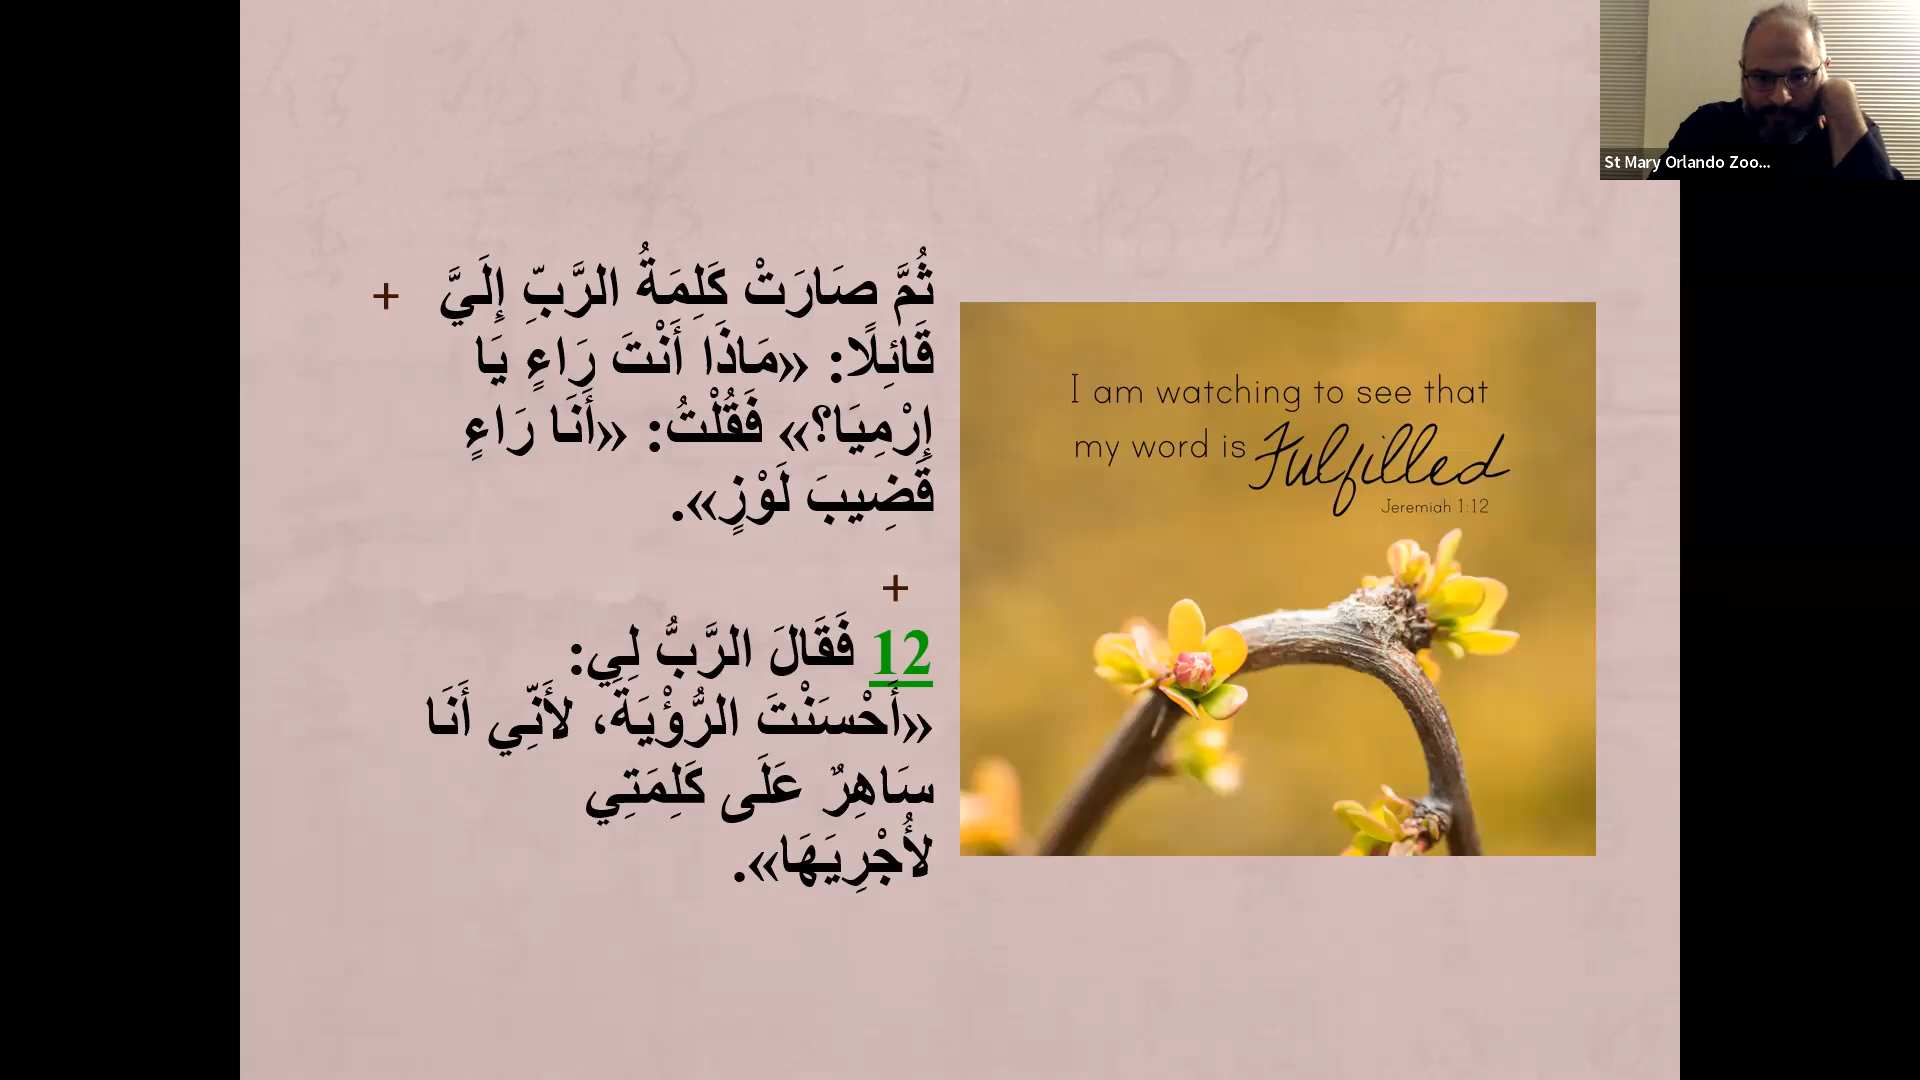 ثُمَّ صَارَتْ كَلِمَةُ الرَّبِّ إِلَيَّ
قَائِلًا: «مَاذَا أَنْتَ رَاءٍ يَا
إِرْمِيَا؟» فَقُلْتُ: «أَنَا رَاءٍ
قَضِيبَ لَوْزٍ».
12 فَقَالَ الرَّبُّ لِي:
«أَحْسَنْتَ الرُّؤْيَةَ، لأَنِّي أَنَا
سَاهِرٌ عَلَى كَلِمَتِي
لأُجْرِيَهَا».
I am watching to see that
my word is Fulfilled
Jeremiah 1:12
St Mary Orlando Zoo...